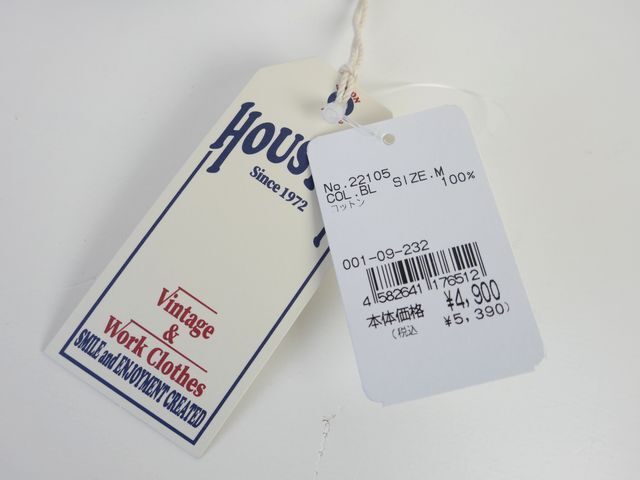 HOUS
Since 1972
Vintage
&
Work Clothes
SMILE and ENJOYMENT CREATED
No.22105
COL.BL SIZE.M
コットン 100%
001-09-232
4 582641 176512
本体価格 ¥4,900
(税込 ¥5,390)